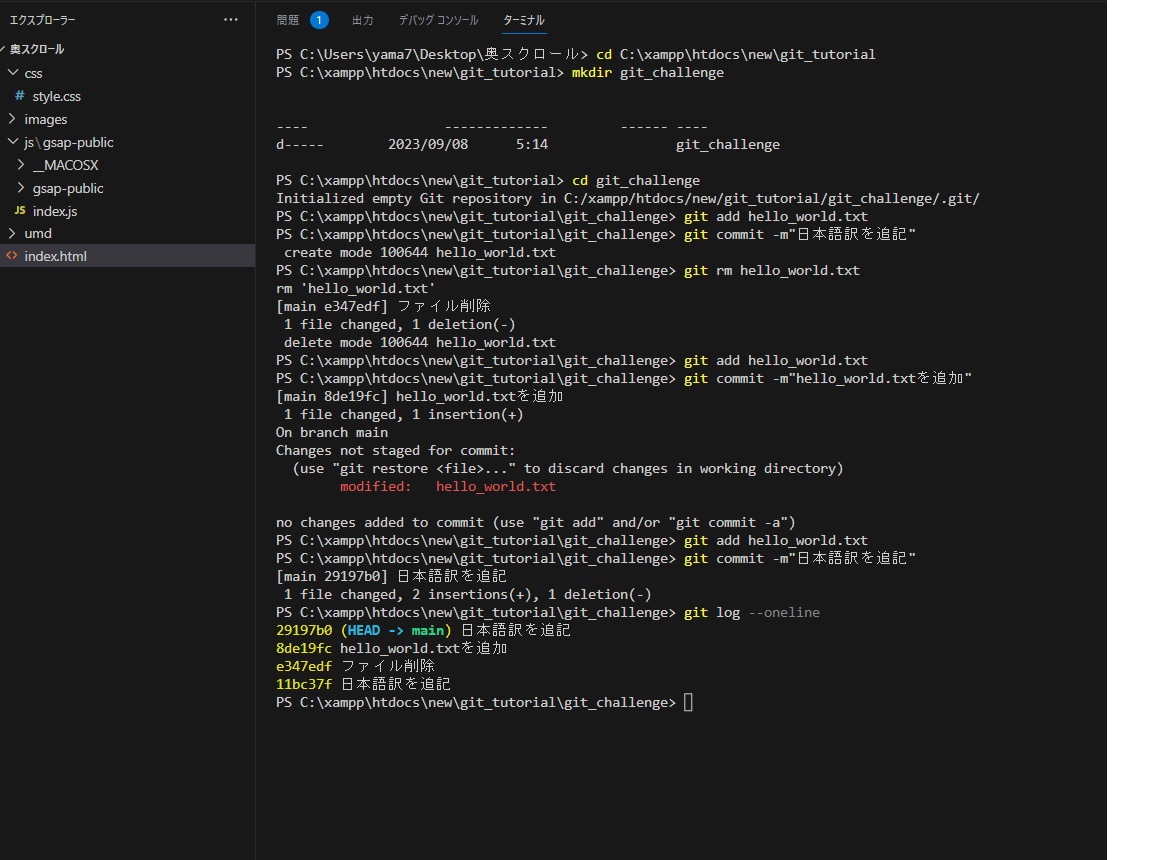 エクスプローラー
奥スクロール
css
# style.css
images
js\gsap-public
__MACOSX
gsap-public
JS index.js
umd
<> index.html
問題 1 出力 デバッグ コンソール ターミナル
PS C:\Users\yama7\Desktop\奥スクロール> cd C:\xampp\htdocs\new\git_tutorial
PS C:\xampp\htdocs\new\git_tutorial> mkdir git_challenge
---- ------------- ------ ----
d----- 2023/09/08 5:14 git_challenge
PS C:\xampp\htdocs\new\git_tutorial> cd git_challenge
Initialized empty Git repository in C:/xampp/htdocs/new/git_tutorial/git_challenge/.git/
PS C:\xampp\htdocs\new\git_tutorial\git_challenge> git add hello_world.txt
PS C:\xampp\htdocs\new\git_tutorial\git_challenge> git commit -m"日本語訳を追記"
 create mode 100644 hello_world.txt
PS C:\xampp\htdocs\new\git_tutorial\git_challenge> git rm hello_world.txt
rm 'hello_world.txt'
[main e347edf] ファイル削除
 1 file changed, 1 deletion(-)
 delete mode 100644 hello_world.txt
PS C:\xampp\htdocs\new\git_tutorial\git_challenge> git add hello_world.txt
PS C:\xampp\htdocs\new\git_tutorial\git_challenge> git commit -m"hello_world.txtを追加"
[main 8de19fc] hello_world.txtを追加
 1 file changed, 1 insertion(+)
On branch main
Changes not staged for commit:
  (use "git restore <file>..." to discard changes in working directory)
        modified:   hello_world.txt
no changes added to commit (use "git add" and/or "git commit -a")
PS C:\xampp\htdocs\new\git_tutorial\git_challenge> git add hello_world.txt
PS C:\xampp\htdocs\new\git_tutorial\git_challenge> git commit -m"日本語訳を追記"
[main 29197b0] 日本語訳を追記
 1 file changed, 2 insertions(+), 1 deletion(-)
PS C:\xampp\htdocs\new\git_tutorial\git_challenge> git log --oneline
29197b0 (HEAD -> main) 日本語訳を追記
8de19fc hello_world.txtを追加
e347edf ファイル削除
11bc37f 日本語訳を追記
PS C:\xampp\htdocs\new\git_tutorial\git_challenge>